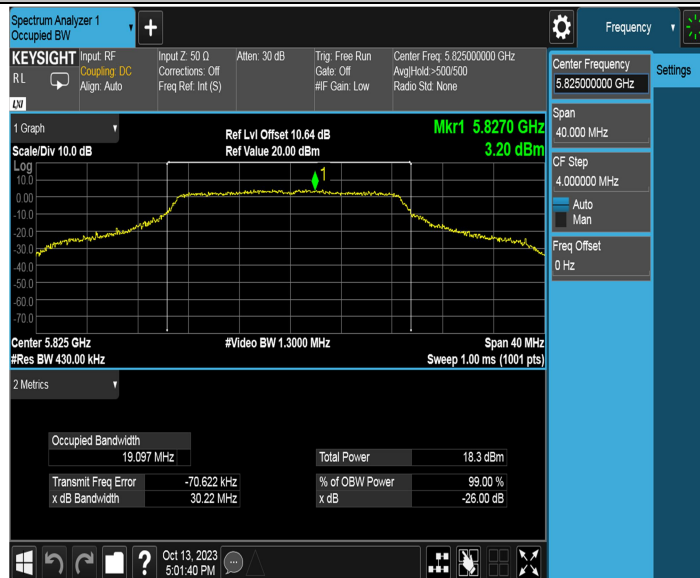 Spectrum Analyzer 1
Occupied BW
+
Frequency
KEYSIGHT
RL
LXI
Input: RF
Coupling: DC
Align: Auto
Input Z: 50 Ω
Corrections: Off
Freq Ref: Int (S)
Atten: 30 dB
Trig: Free Run
Gate: Off
#IF Gain: Low
Center Freq: 5.825000000 GHz
Avg|Hold:>500/500
Radio Std: None
Center Frequency
5.825000000 GHz
Settings
Span
40.000 MHz
CF Step
4.000000 MHz
Auto
Man
Freq Offset
0 Hz
1 Graph
Scale/Div 10.0 dB
Ref Lvl Offset 10.64 dB
Ref Value 20.00 dBm
Mkr1 5.8270 GHz
3.20 dBm
Log
10.0
0.00
-10.0
-20.0
-30.0
-40.0
-50.0
-60.0
-70.0
1
Center 5.825 GHz
#Res BW 430.00 kHz
#Video BW 1.3000 MHz
Span 40 MHz
Sweep 1.00 ms (1001 pts)
2 Metrics
Occupied Bandwidth
19.097 MHz
Transmit Freq Error -70.622 kHz
x dB Bandwidth 30.22 MHz
Total Power 18.3 dBm
% of OBW Power 99.00 %
x dB -26.00 dB
?
Oct 13, 2023
5:01:40 PM